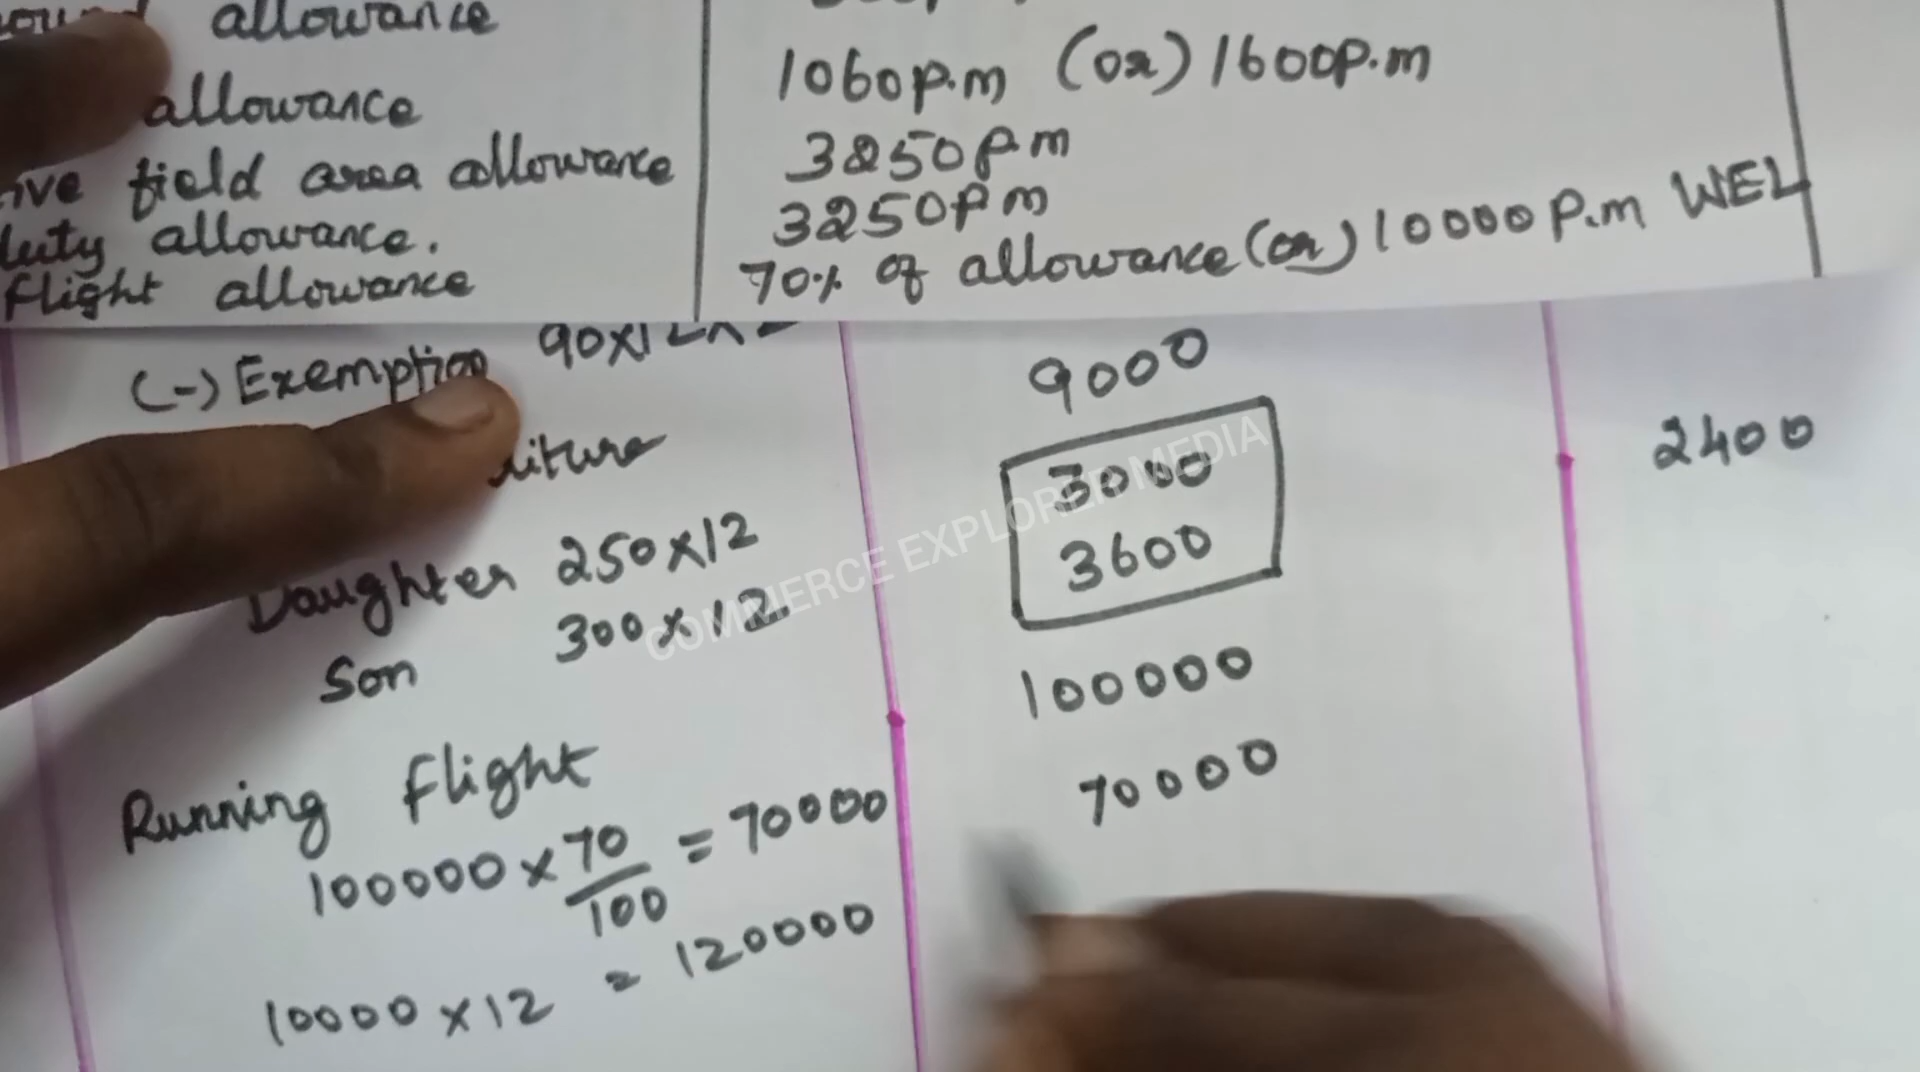 allowance
1060p.m (or) 1600p.m
allowance
3250p.m
field area allowance
3250pm
duty allowance.
70% of allowance (or) 10000 P.m WEL
flight allowance
(-) Exemption
9000
3000
2400
Daughter 250x12
3600
Son 300x12
100000
Running flight
70000
100000 x 70/100 = 70000
10000 x 12 = 120000
COMMERCE EXPLORER MEDIA